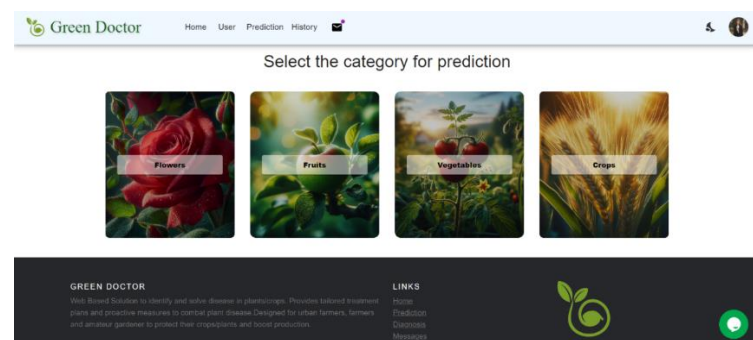 Green Doctor
Home User Prediction History
Select the category for prediction
Flowers Fruits Vegetables Crops
GREEN DOCTOR
Web Based Solution to identify and solve disease in plants/crops. Provides tailored treatment
plans and proactive measures to combat plant disease.Designed for urban farmers, farmers
and amateur gardener to protect their crops/plants and boost production.
LINKS
Home
Prediction
Diagnosis
Messages